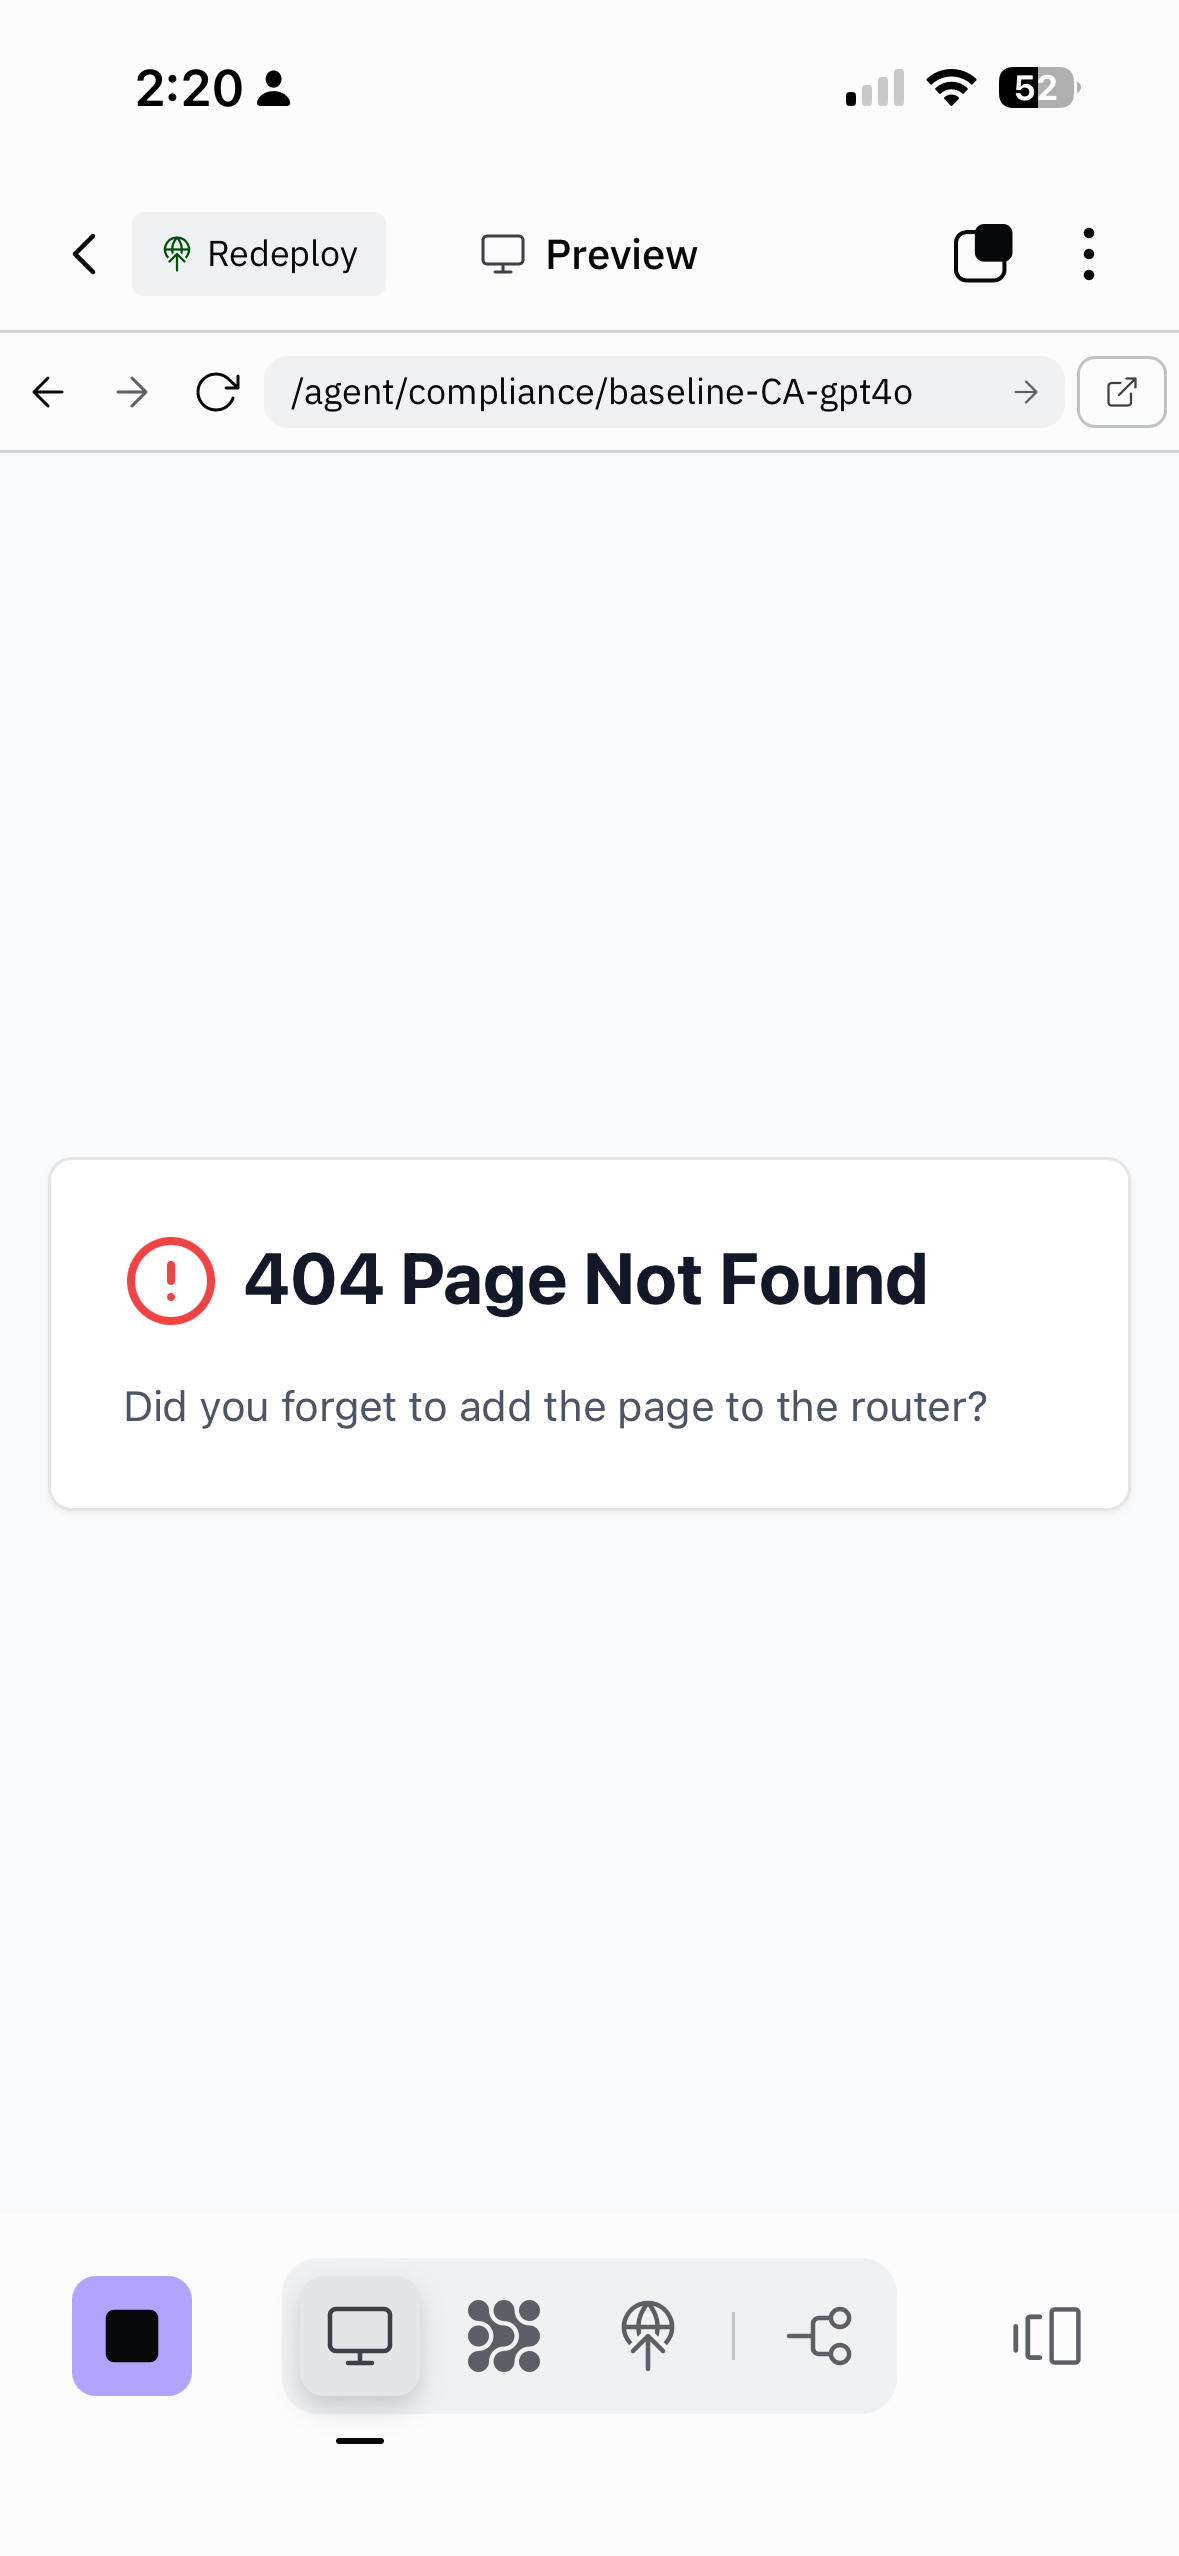 2:20
52
Redeploy
Preview
/agent/compliance/baseline-CA-gpt4o
404 Page Not Found
Did you forget to add the page to the router?